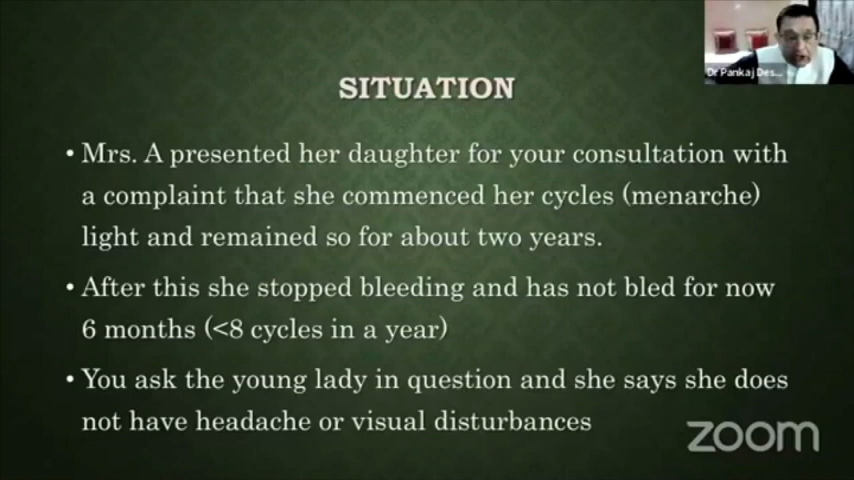 Dr Pankaj Des...
SITUATION
• Mrs. A presented her daughter for your consultation with
a complaint that she commenced her cycles (menarche)
light and remained so for about two years.
• After this she stopped bleeding and has not bled for now
6 months (<8 cycles in a year)
• You ask the young lady in question and she says she does
not have headache or visual disturbances
zoom